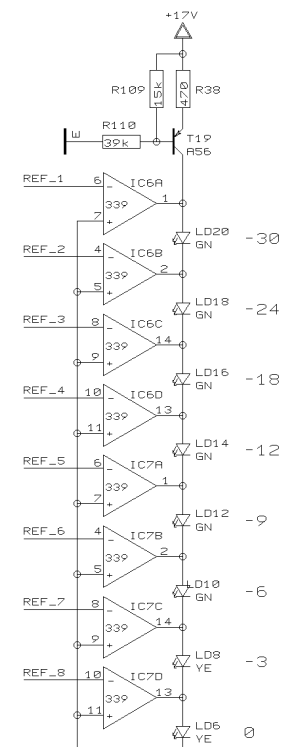 +17V
R109 15k 470 R38
R110
E 39k T19
A56
REF_1 6 - IC6A
339 1
7 +
LD20 -30
GN
REF_2 4 - IC6B
339 2
5 +
LD18 -24
GN
REF_3 8 - IC6C
339 14
9 +
LD16 -18
GN
REF_4 10 - IC6D
339 13
11 +
LD14 -12
GN
REF_5 6 - IC7A
339 1
7 +
LD12 -9
GN
REF_6 4 - IC7B
339 2
5 +
LD10 -6
GN
REF_7 8 - IC7C
339 14
9 +
LD8 -3
YE
REF_8 10 - IC7D
339 13
11 +
LD6 0
YE